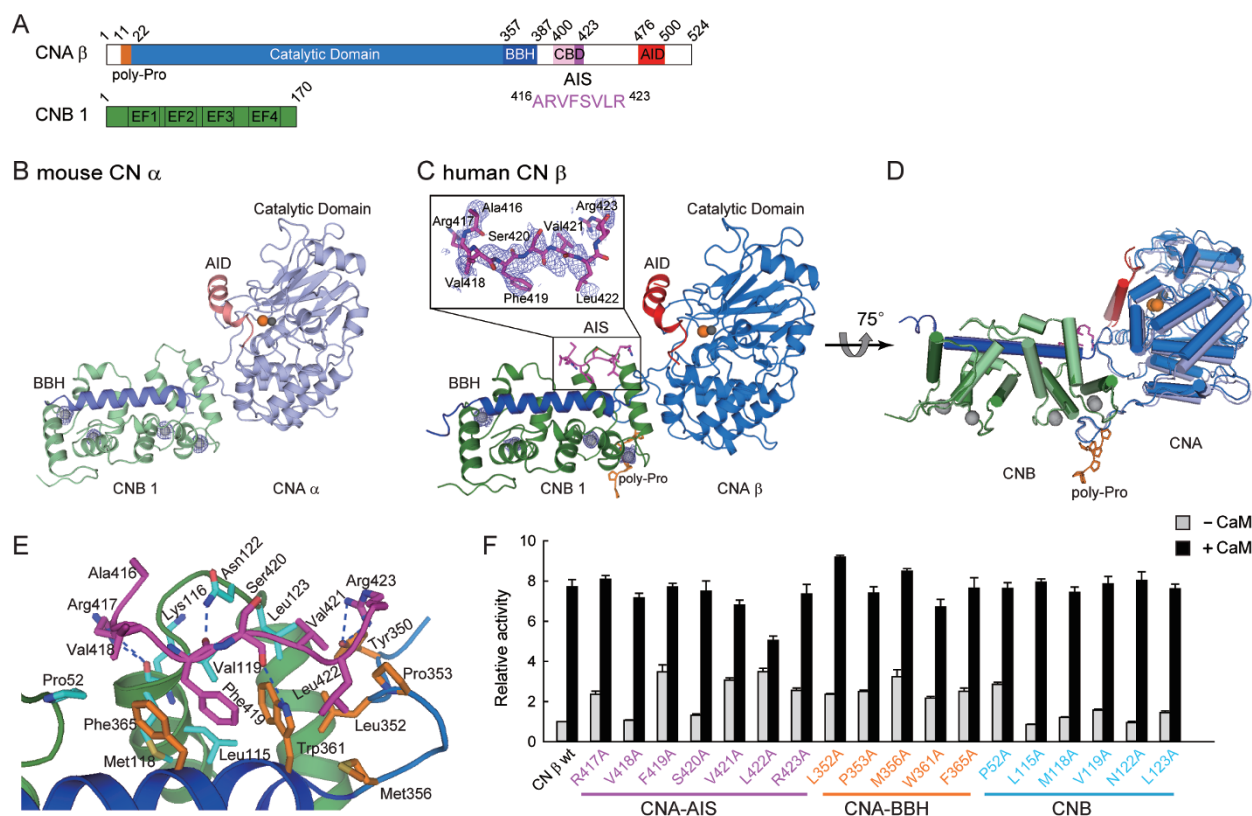 A
1 11 22 357 387 400 423 476 500 524
CNA β Catalytic Domain BBH CBD AID
poly-Pro AIS
416 ARVFSVLR 423
1 170
CNB 1 EF1 EF2 EF3 EF4
B mouse CN α
Catalytic Domain
AID
BBH
CNB 1 CNA α
C human CN β
Ala416 Arg423
Arg417 Ser420 Val421
Val418 Phe419 Leu422
Catalytic Domain
AID
AIS
BBH
CNB 1 poly-Pro CNA β
75°
D
CNB CNA
poly-Pro
E
Ala416 Asn122 Ser420 Arg423
Arg417 Lys116 Leu123 Val421
Val418 Val119 Tyr350
Pro52 Phe419 Leu422 Pro353
Phe365 Leu352
Met118 Leu115 Trp361
Met356
F
− CaM
+ CaM
Relative activity
10
8
6
4
2
0
CN β wt R417A V418A F419A S420A V421A L422A R423A L352A P353A M356A W361A F365A P52A L115A M118A V119A N122A L123A
CNA-AIS CNA-BBH CNB